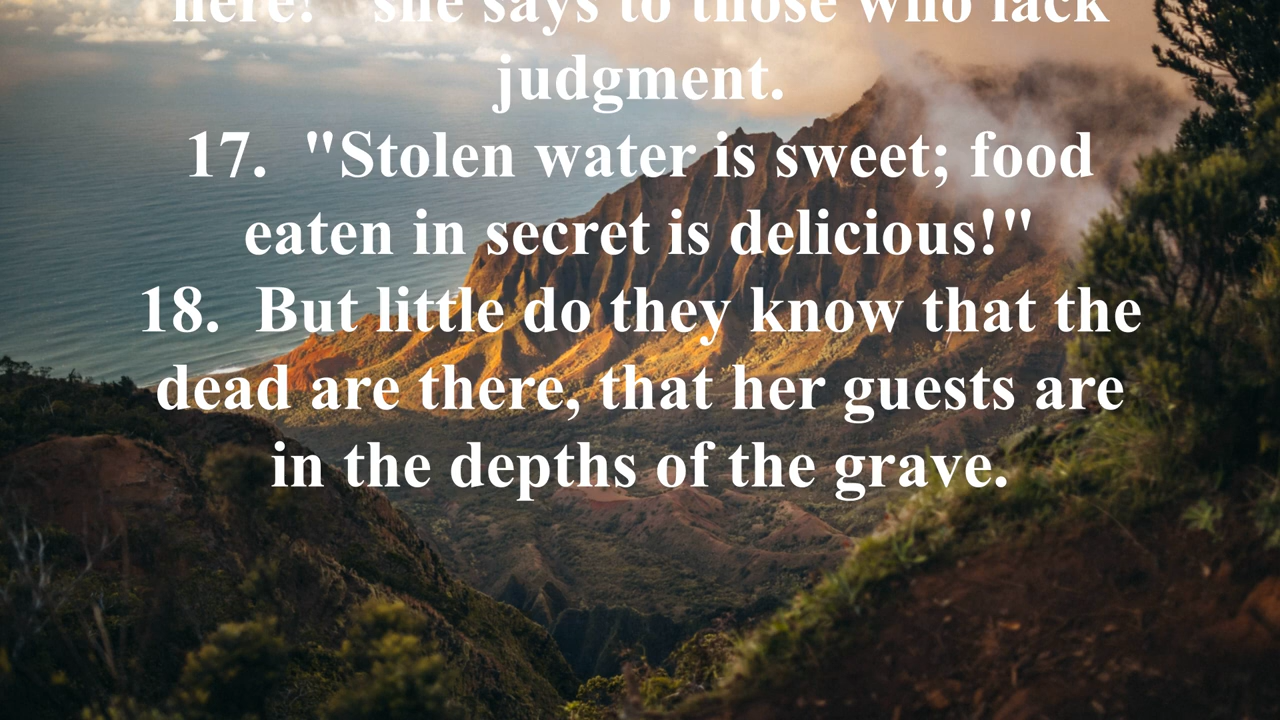 here!" she says to those who lack
judgment.
17.  "Stolen water is sweet; food
eaten in secret is delicious!"
18.  But little do they know that the
dead are there, that her guests are
in the depths of the grave.